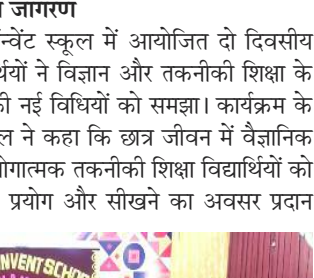 जागरण
न्वेंट स्कूल में आयोजित दो दिवसीय
र्थियों ने विज्ञान और तकनीकी शिक्षा के
की नई विधियों को समझा। कार्यक्रम के
ल ने कहा कि छात्र जीवन में वैज्ञानिक
योगात्मक तकनीकी शिक्षा विद्यार्थियों को
प्रयोग और सीखने का अवसर प्रदान
NVENT SCHOO